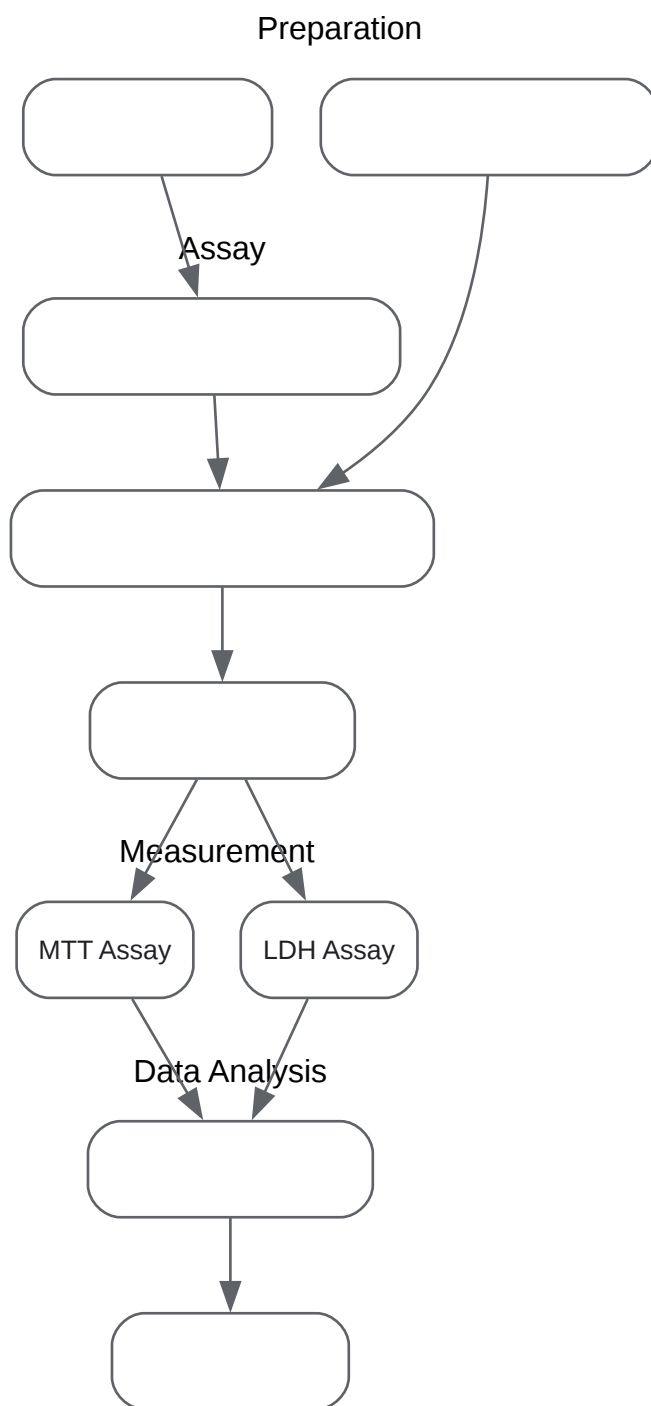 Preparation
Assay
Measurement
MTT Assay
LDH Assay
Data Analysis